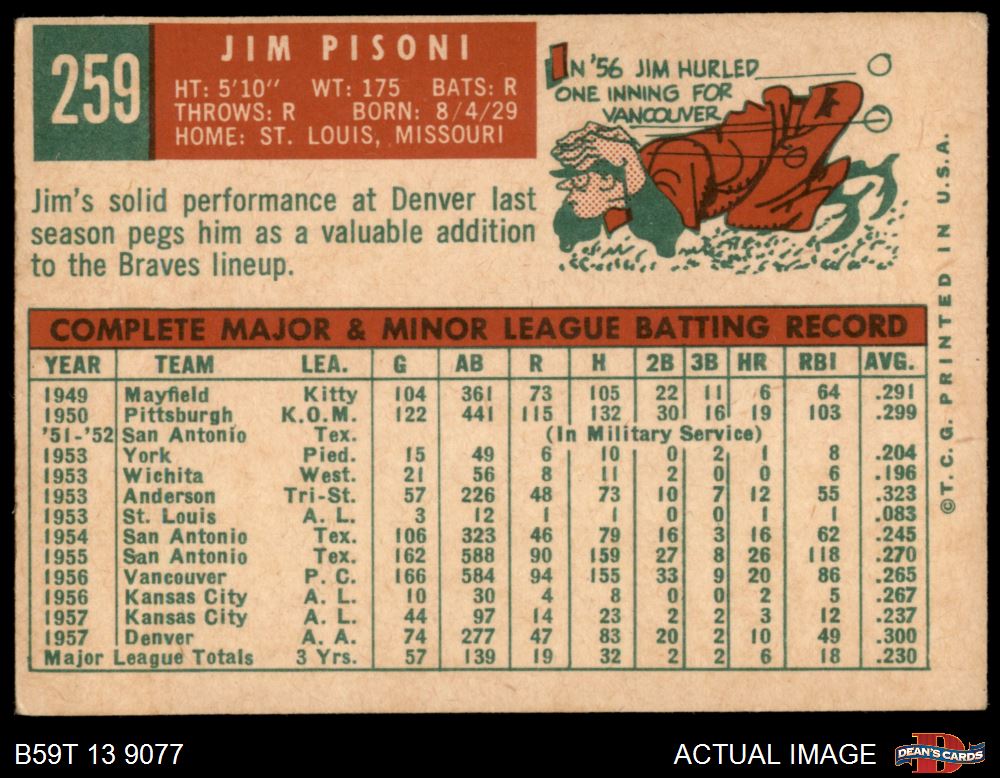 259
JIM PISONI
HT: 5'10" WT: 175 BATS: R
THROWS: R BORN: 8/4/29
HOME: ST. LOUIS, MISSOURI
IN '56 JIM HURLED
ONE INNING FOR
VANCOUVER
Jim's solid performance at Denver last
season pegs him as a valuable addition
to the Braves lineup.
COMPLETE MAJOR & MINOR LEAGUE BATTING RECORD
YEAR TEAM LEA. G AB R H 2B 3B HR RBI AVG.
1949 Mayfield Kitty 104 361 73 105 22 11 6 64 .291
1950 Pittsburgh K.O.M. 122 441 115 132 30 16 19 103 .299
'51-'52 San Antonio Tex. (In Military Service)
1953 York Pied. 15 49 6 10 0 2 1 8 .204
1953 Wichita West. 21 56 8 11 2 0 0 6 .196
1953 Anderson Tri-St. 57 226 48 73 10 7 12 55 .323
1953 St. Louis A. L. 3 12 1 1 0 0 1 1 .083
1954 San Antonio Tex. 106 323 46 79 16 3 16 62 .245
1955 San Antonio Tex. 162 588 90 159 27 8 26 118 .270
1956 Vancouver P. C. 166 584 94 155 33 9 20 86 .265
1956 Kansas City A. L. 10 30 4 8 0 0 2 5 .267
1957 Kansas City A. L. 44 97 14 23 2 2 3 12 .237
1957 Denver A. A. 74 277 47 83 20 2 10 49 .300
Major League Totals 3 Yrs. 57 139 19 32 2 2 6 18 .230
©T.C.G. PRINTED IN U.S.A.
B59T 13 9077
ACTUAL IMAGE
DEAN'S CARDS